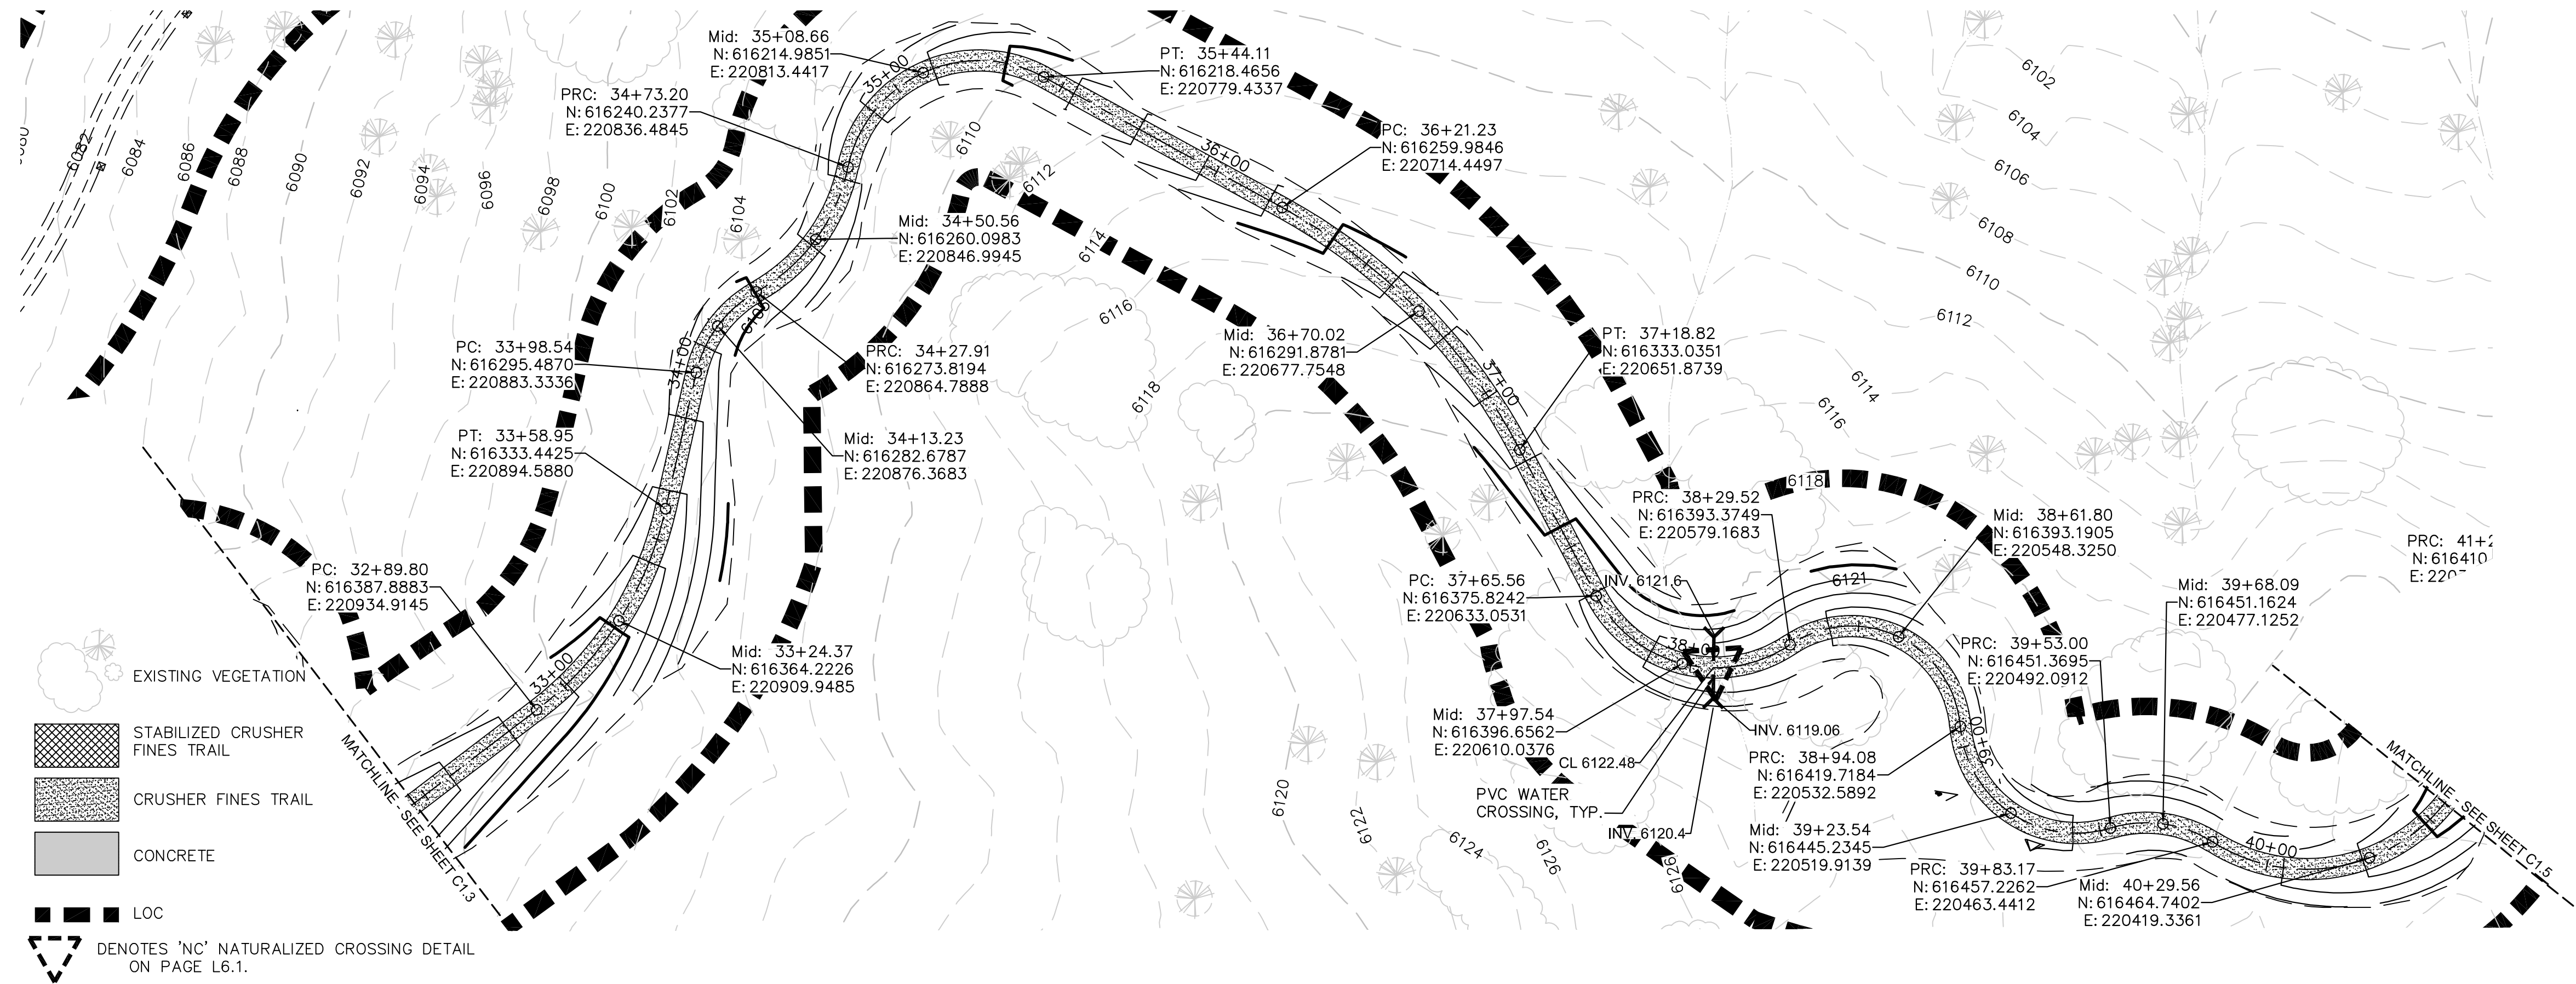 Mid: 35+08.66
N: 616214.9851
E: 220813.4417
PT: 35+44.11
N: 616218.4656
E: 220779.4337
PRC: 34+73.20
N: 616240.2377
E: 220836.4845
PC: 36+21.23
N: 616259.9846
E: 220714.4497
Mid: 34+50.56
N: 616260.0983
E: 220846.9945
PC: 33+98.54
N: 616295.4870
E: 220883.3336
PRC: 34+27.91
N: 616273.8194
E: 220864.7888
Mid: 36+70.02
N: 616291.8781
E: 220677.7548
PT: 37+18.82
N: 616333.0351
E: 220651.8739
PT: 33+58.95
N: 616333.4425
E: 220894.5880
Mid: 34+13.23
N: 616282.6787
E: 220876.3683
PRC: 38+29.52
N: 616393.3749
E: 220579.1683
Mid: 38+61.80
N: 616393.1905
E: 220548.3250
PC: 32+89.80
N: 616387.8883
E: 220934.9145
PC: 37+65.56
N: 616375.8242
E: 220633.0531
Mid: 39+68.09
N: 616451.1624
E: 220477.1252
PRC: 41+2
N: 616410
Mid: 33+24.37
N: 616364.2226
E: 220909.9485
PRC: 39+53.00
N: 616451.3695
E: 220492.0912
Mid: 37+97.54
N: 616396.6562
E: 220610.0376
PRC: 38+94.08
N: 616419.7184
E: 220532.5892
Mid: 39+23.54
N: 616445.2345
E: 220519.9139
PRC: 39+83.17
N: 616457.2262
E: 220463.4412
Mid: 40+29.56
N: 616464.7402
E: 220419.3361
INV. 6121.6
INV. 6119.06
CL 6122.48
PVC WATER
CROSSING, TYP.
INV. 6120.4
33+00
34+00
35+00
36+00
37+00
38+00
39+00
40+00
6082
6084
6086
6088
6090
6092
6094
6096
6098
6100
6102
6104
6110
6112
6114
6116
6118
6120
6122
6124
6126
6126
6102
6104
6106
6108
6110
6112
6114
6116
6118
6121
MATCHLINE - SEE SHEET C1.3
MATCHLINE - SEE SHEET C1.5
EXISTING VEGETATION
STABILIZED CRUSHER
FINES TRAIL
CRUSHER FINES TRAIL
CONCRETE
LOC
DENOTES 'NC' NATURALIZED CROSSING DETAIL
ON PAGE L6.1.